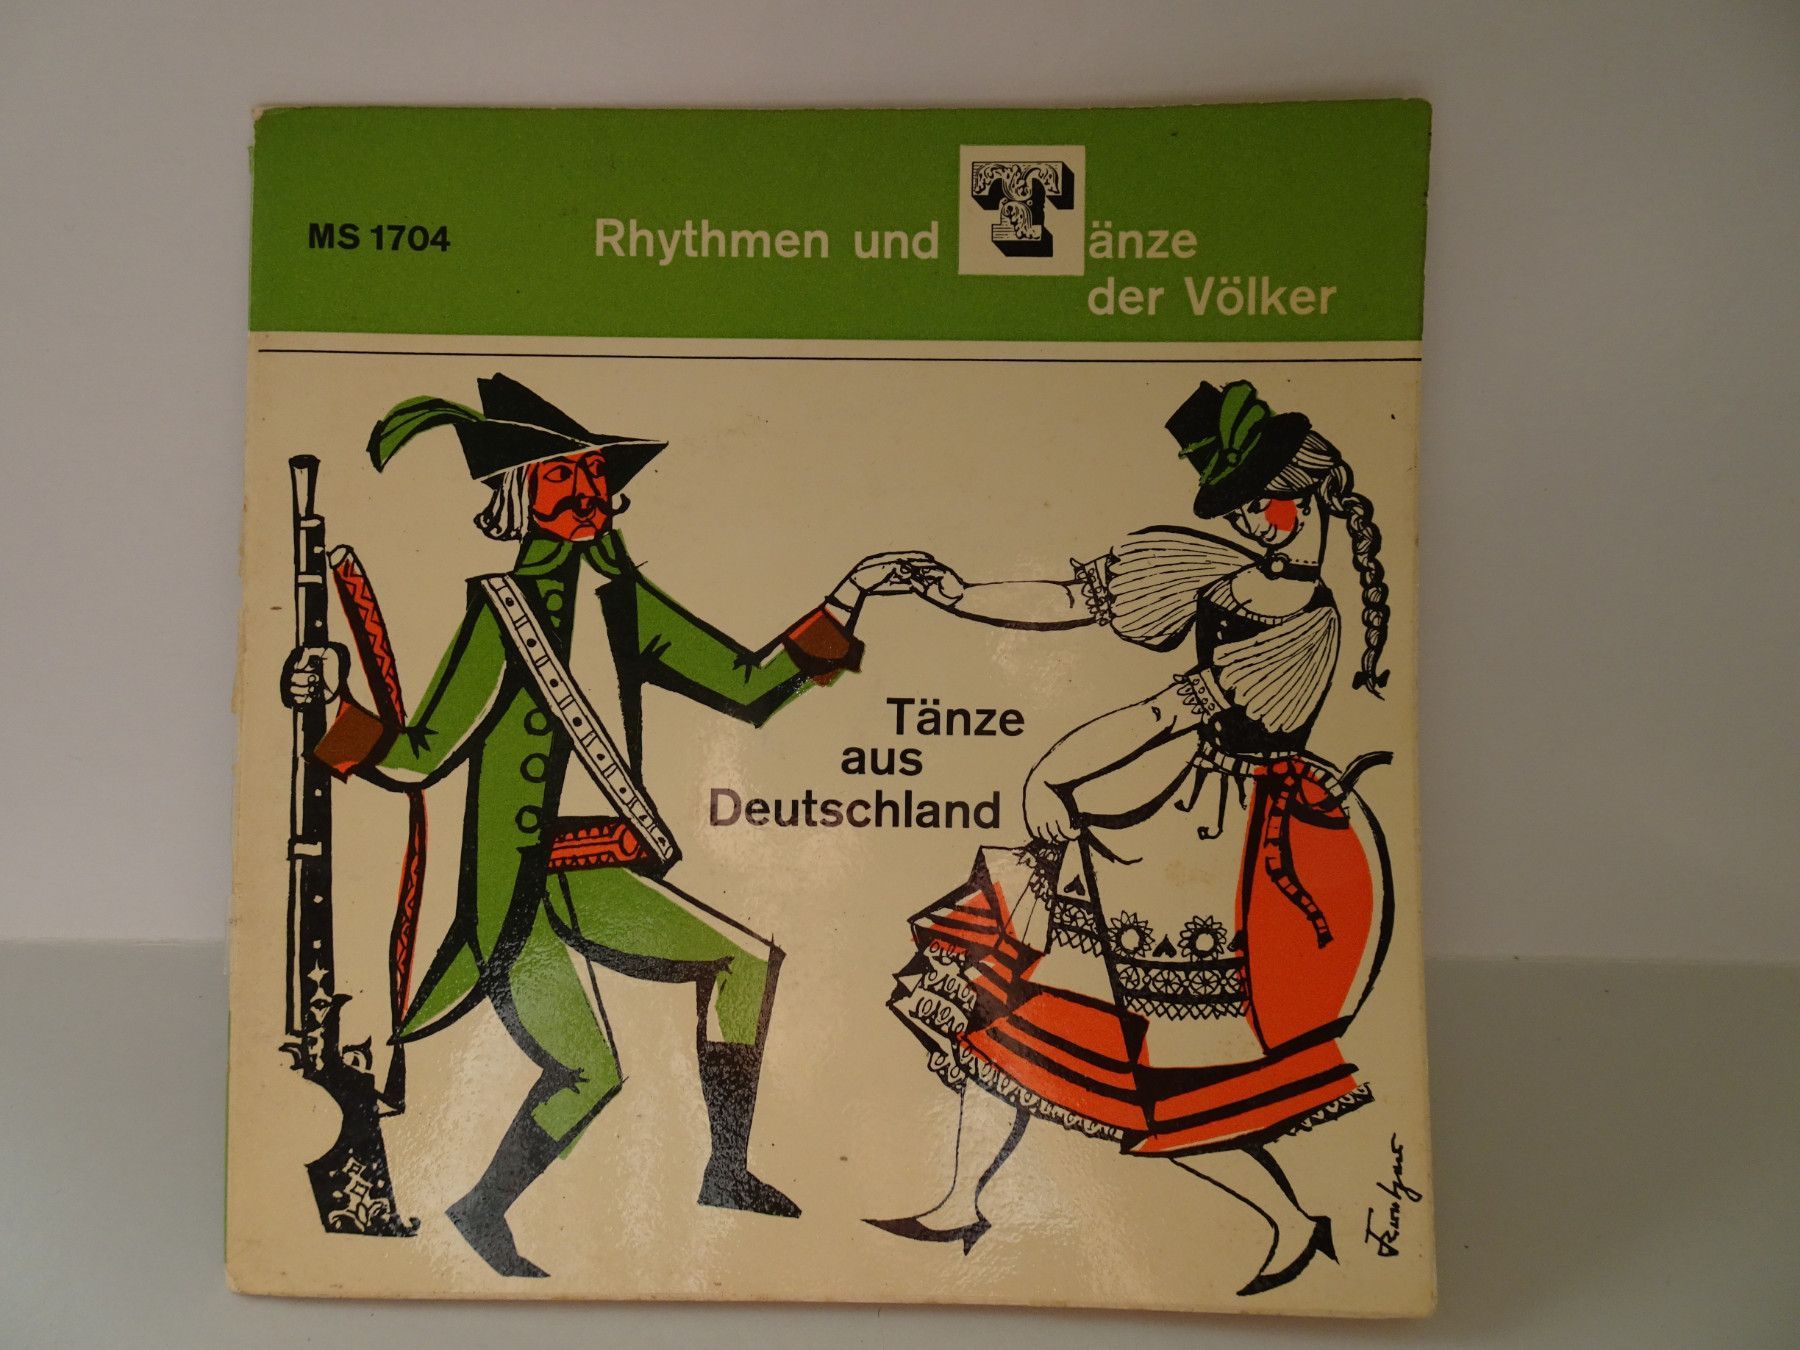 MS 1704
Rhythmen und Tänze
der Völker
Tänze
aus
Deutschland